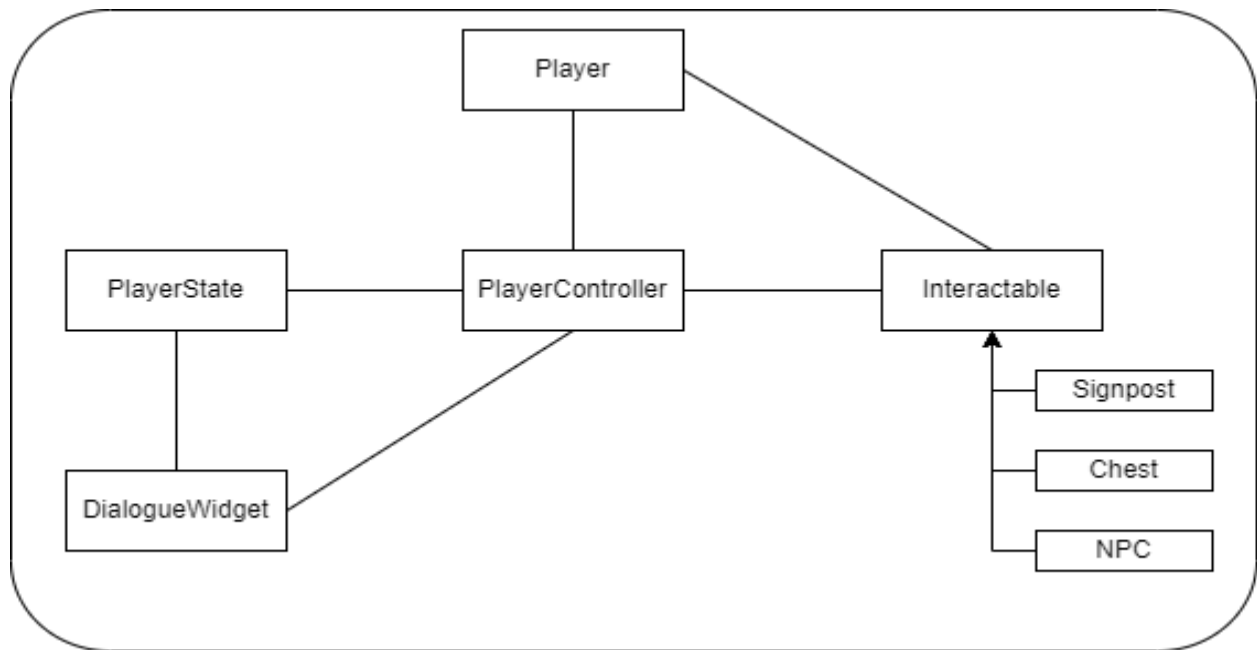 Player
PlayerState
PlayerController
Interactable
Signpost
Chest
DialogueWidget
NPC